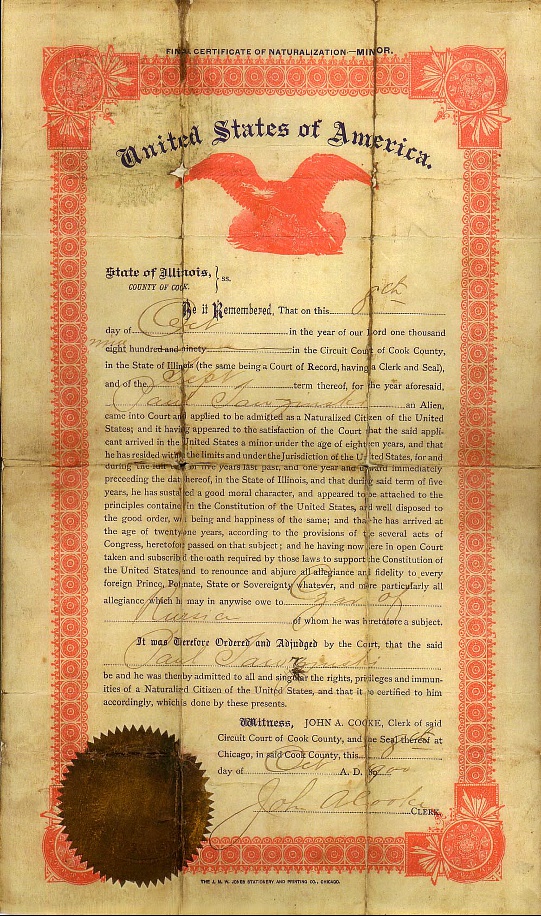 FINAL CERTIFICATE OF NATURALIZATION—MINOR.
United States of America.
State of Illinois,
COUNTY OF COOK. } ss.
Be it Remembered, That on this
day of Oct in the year of our Lord one thousand
eight hundred and ninety in the Circuit Court of Cook County,
in the State of Illinois (the same being a Court of Record, having a Clerk and Seal),
and of the Sept term thereof, for the year aforesaid,
Paul an Alien,
came into Court and applied to be admitted as a Naturalized Citizen of the United
States; and it having appeared to the satisfaction of the Court that the said appli-
cant arrived in the United States a minor under the age of eighteen years, and that
he has resided within the limits and under the Jurisdiction of the United States, for and
during the full term of five years last past, and one year and upward immediately
preceeding the date hereof, in the State of Illinois, and that during said term of five
years, he has sustained a good moral character, and appeared to be attached to the
principles contained in the Constitution of the United States, and well disposed to
the good order, well being and happiness of the same; and that he has arrived at
the age of twenty-one years, according to the provisions of the several acts of
Congress, heretofore passed on that subject; and he having now here in open Court
taken and subscribed the oath required by those laws to support the Constitution of
the United States, and to renounce and abjure all allegiance and fidelity to every
foreign Prince, Potentate, State or Sovereignty whatever, and more particularly all
allegiance which he may in anywise owe to Czar of
Russia of whom he was heretofore a subject.
It was Therefore Ordered and Adjudged by the Court, that the said
Paul
be and he was thereby admitted to all and singular the rights, privileges and immun-
ities of a Naturalized Citizen of the United States, and that it be certified to him
accordingly, which is done by these presents.
Witness, JOHN A. COOKE, Clerk of said
Circuit Court of Cook County, and the Seal thereof at
Chicago, in said Cook County, this
day of Oct A. D. 1900
John A Cooke CLERK.
THE J. M. W. JONES STATIONERY AND PRINTING CO., CHICAGO.